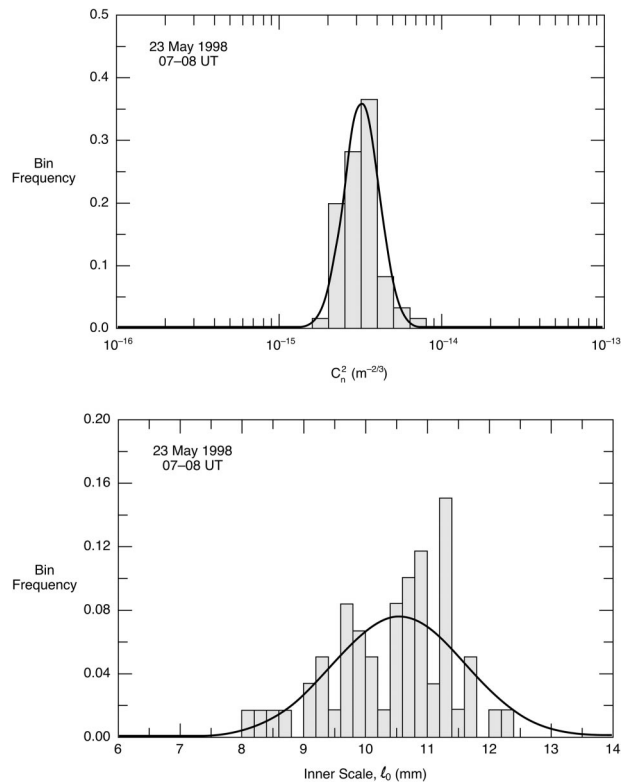 0.5
23 May 1998
07–08 UT
0.4
0.3
Bin
Frequency
0.2
0.1
0.0
10⁻¹⁶ 10⁻¹⁵ 10⁻¹⁴ 10⁻¹³
Cₙ² (m⁻²/³)
0.20
23 May 1998
07–08 UT
0.16
0.12
Bin
Frequency
0.08
0.04
0.00
6 7 8 9 10 11 12 13 14
Inner Scale, ℓ₀ (mm)